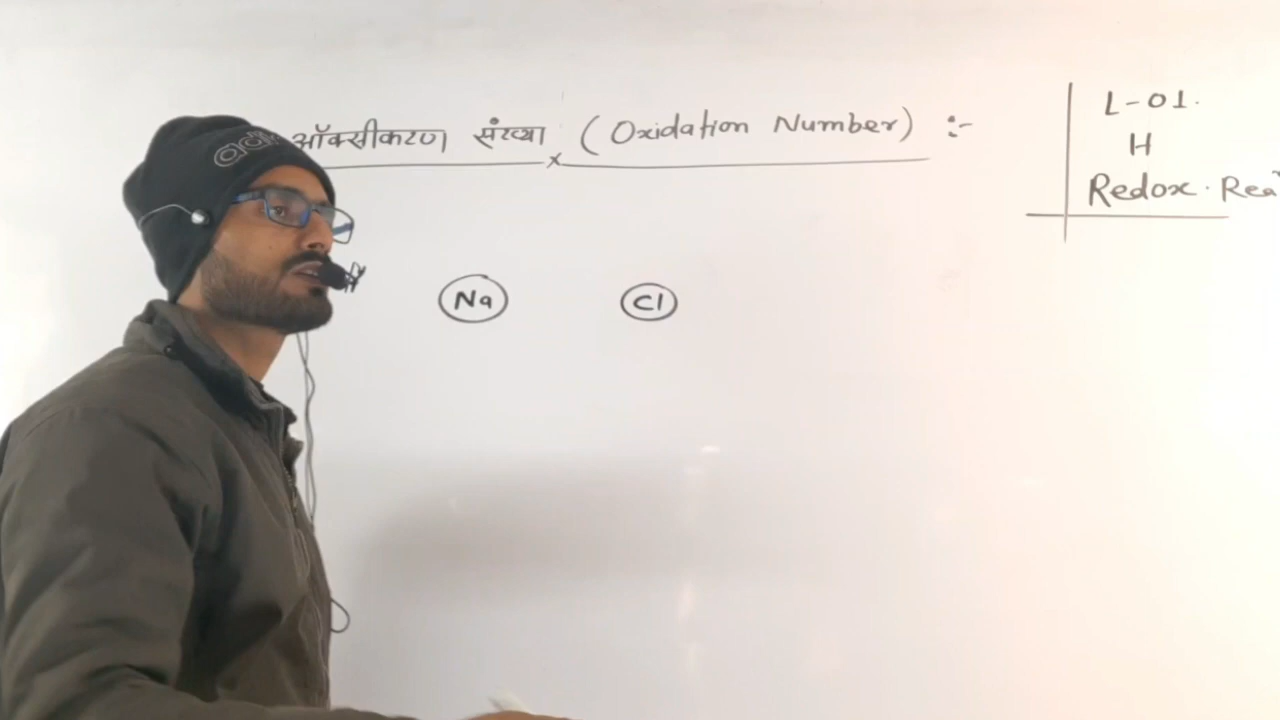 ऑक्सीकरण संख्या (Oxidation Number) :-
L-01.
H
Redox. Rea
Na Cl